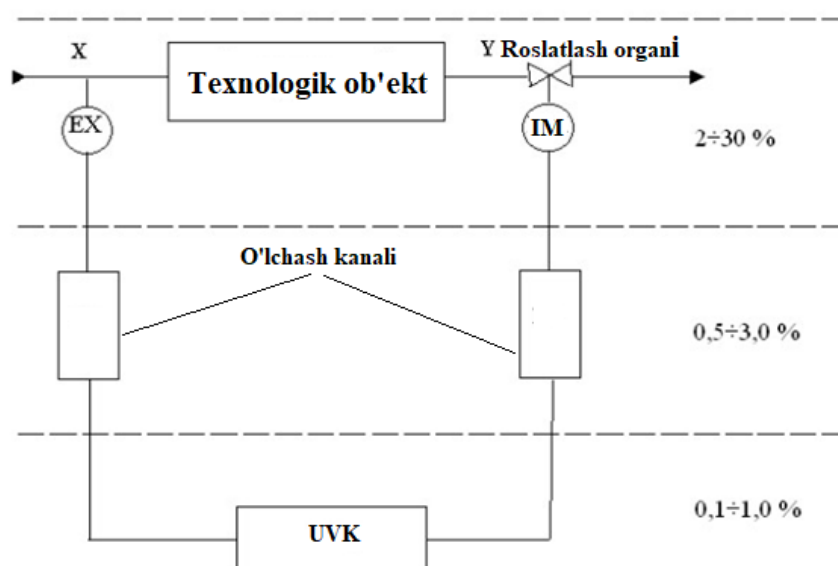 X
Texnologik ob'ekt
Y Roslatlash organi
EX
IM
2÷30 %
O'lchash kanali
0,5÷3,0 %
0,1÷1,0 %
UVK